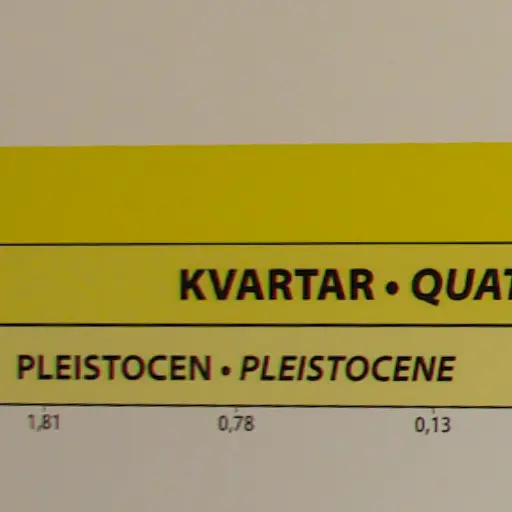 KVARTAR • QUAT
PLEISTOCEN • PLEISTOCENE
1,81 0,78 0,13